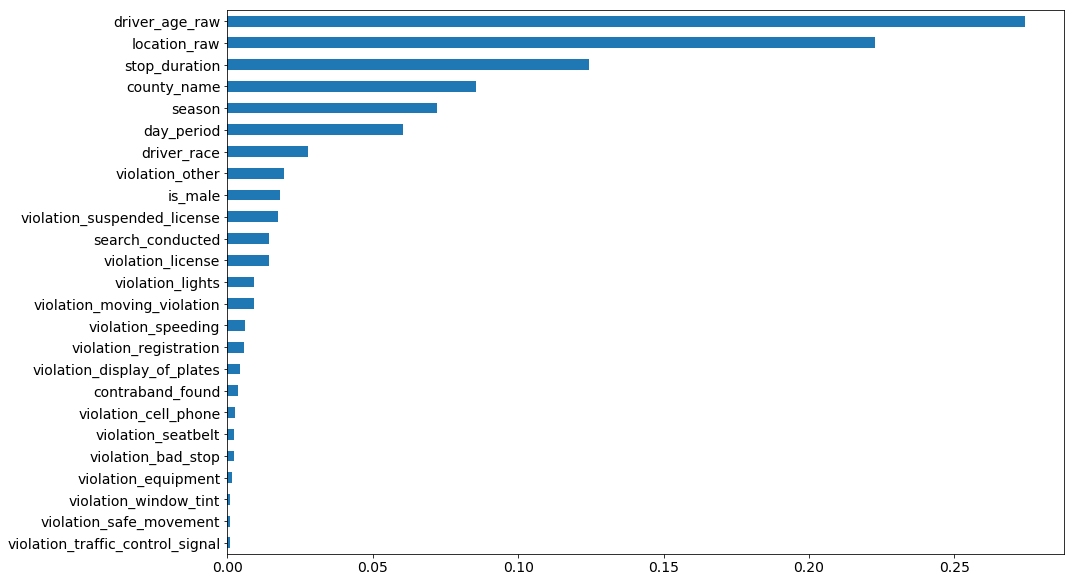 driver_age_raw
location_raw
stop_duration
county_name
season
day_period
driver_race
violation_other
is_male
violation_suspended_license
search_conducted
violation_license
violation_lights
violation_moving_violation
violation_speeding
violation_registration
violation_display_of_plates
contraband_found
violation_cell_phone
violation_seatbelt
violation_bad_stop
violation_equipment
violation_window_tint
violation_safe_movement
violation_traffic_control_signal
0.00 0.05 0.10 0.15 0.20 0.25